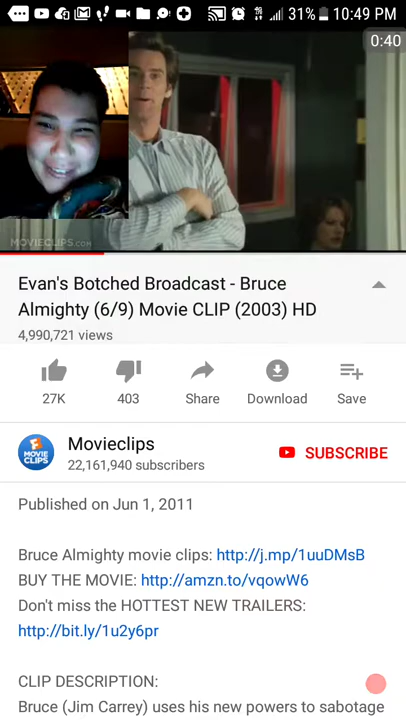 31% 10:49 PM
0:40
MOVIECLIPS.COM
Evan's Botched Broadcast - Bruce
Almighty (6/9) Movie CLIP (2003) HD
4,990,721 views
27K
403
Share
Download
Save
MOVIE
CLIPS
Movieclips
22,161,940 subscribers
SUBSCRIBE
Published on Jun 1, 2011
Bruce Almighty movie clips: http://j.mp/1uuDMsB
BUY THE MOVIE: http://amzn.to/vqowW6
Don't miss the HOTTEST NEW TRAILERS:
http://bit.ly/1u2y6pr
CLIP DESCRIPTION:
Bruce (Jim Carrey) uses his new powers to sabotage